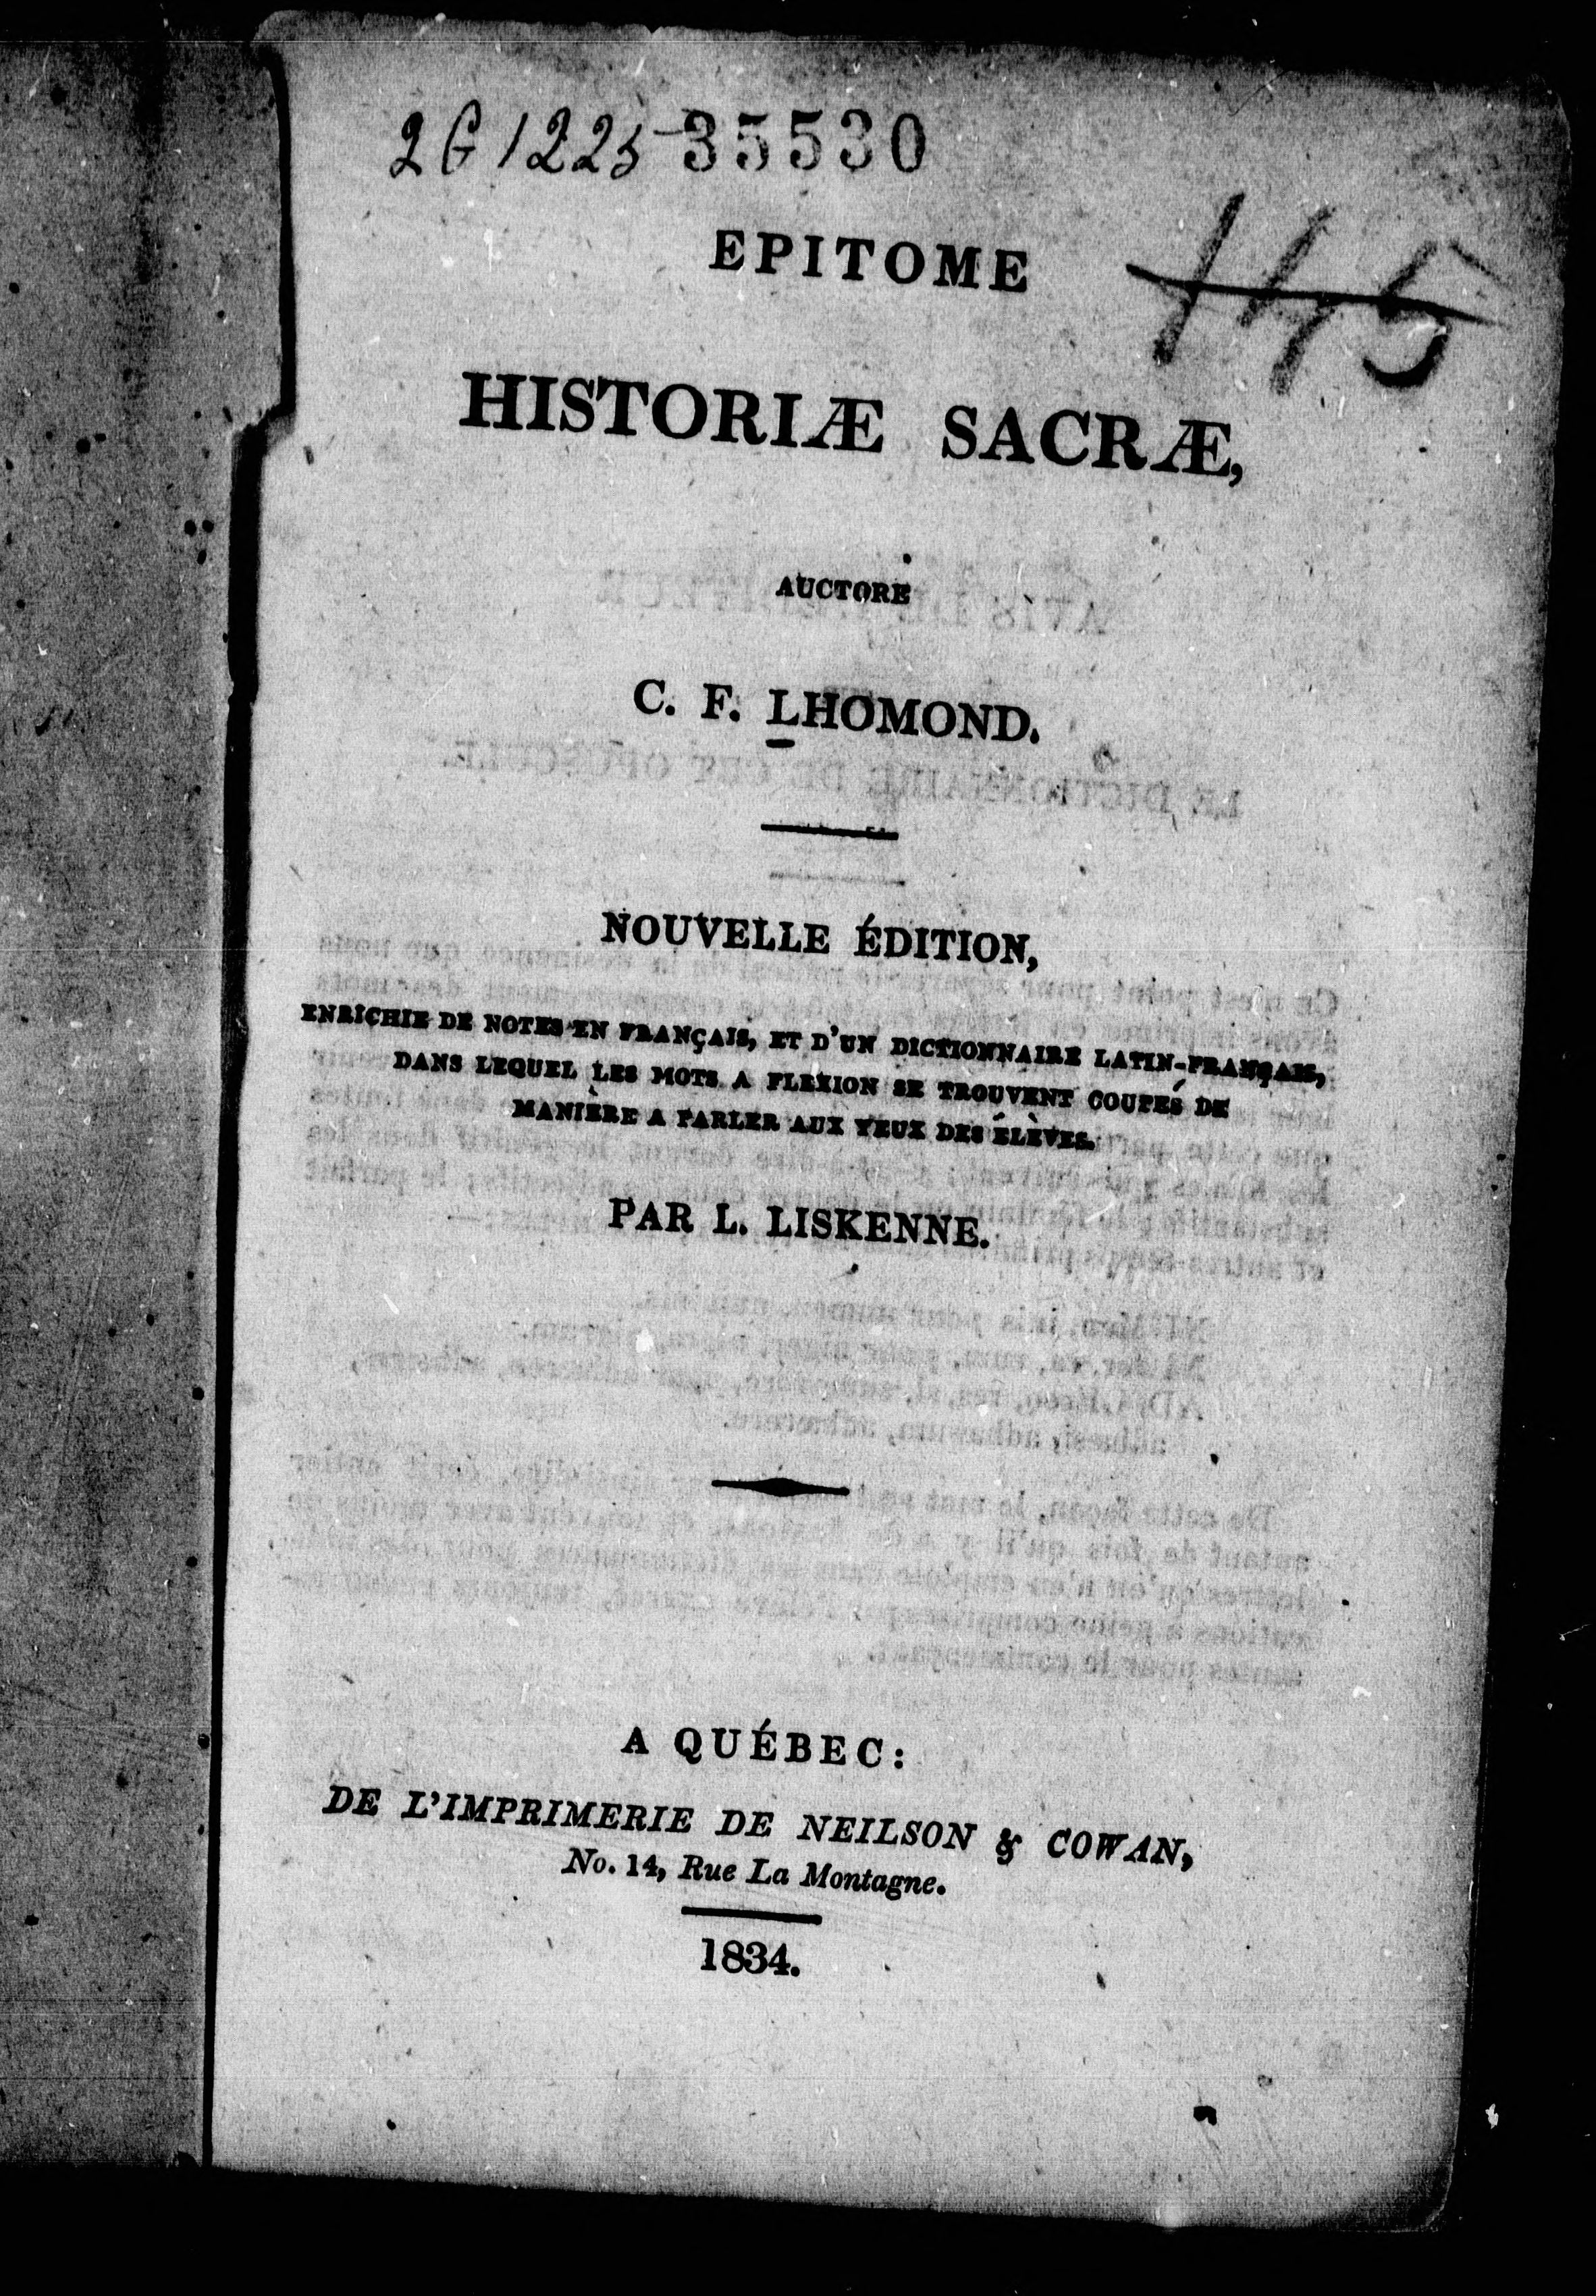 2G 1225 35530
EPITOME
115
HISTORIÆ SACRÆ,
AUCTORE
C. F. LHOMOND.
NOUVELLE ÉDITION,
ENRICHIE DE NOTES EN FRANÇAIS, ET D'UN DICTIONNAIRE LATIN-FRANÇAIS,
DANS LEQUEL LES MOTS A FLEXION SE TROUVENT COUPÉS DE
MANIÈRE A PARLER AUX YEUX DES ÉLÈVES.
PAR L. LISKENNE.
A QUÉBEC:
DE L'IMPRIMERIE DE NEILSON & COWAN,
No. 14, Rue La Montagne.
1834.